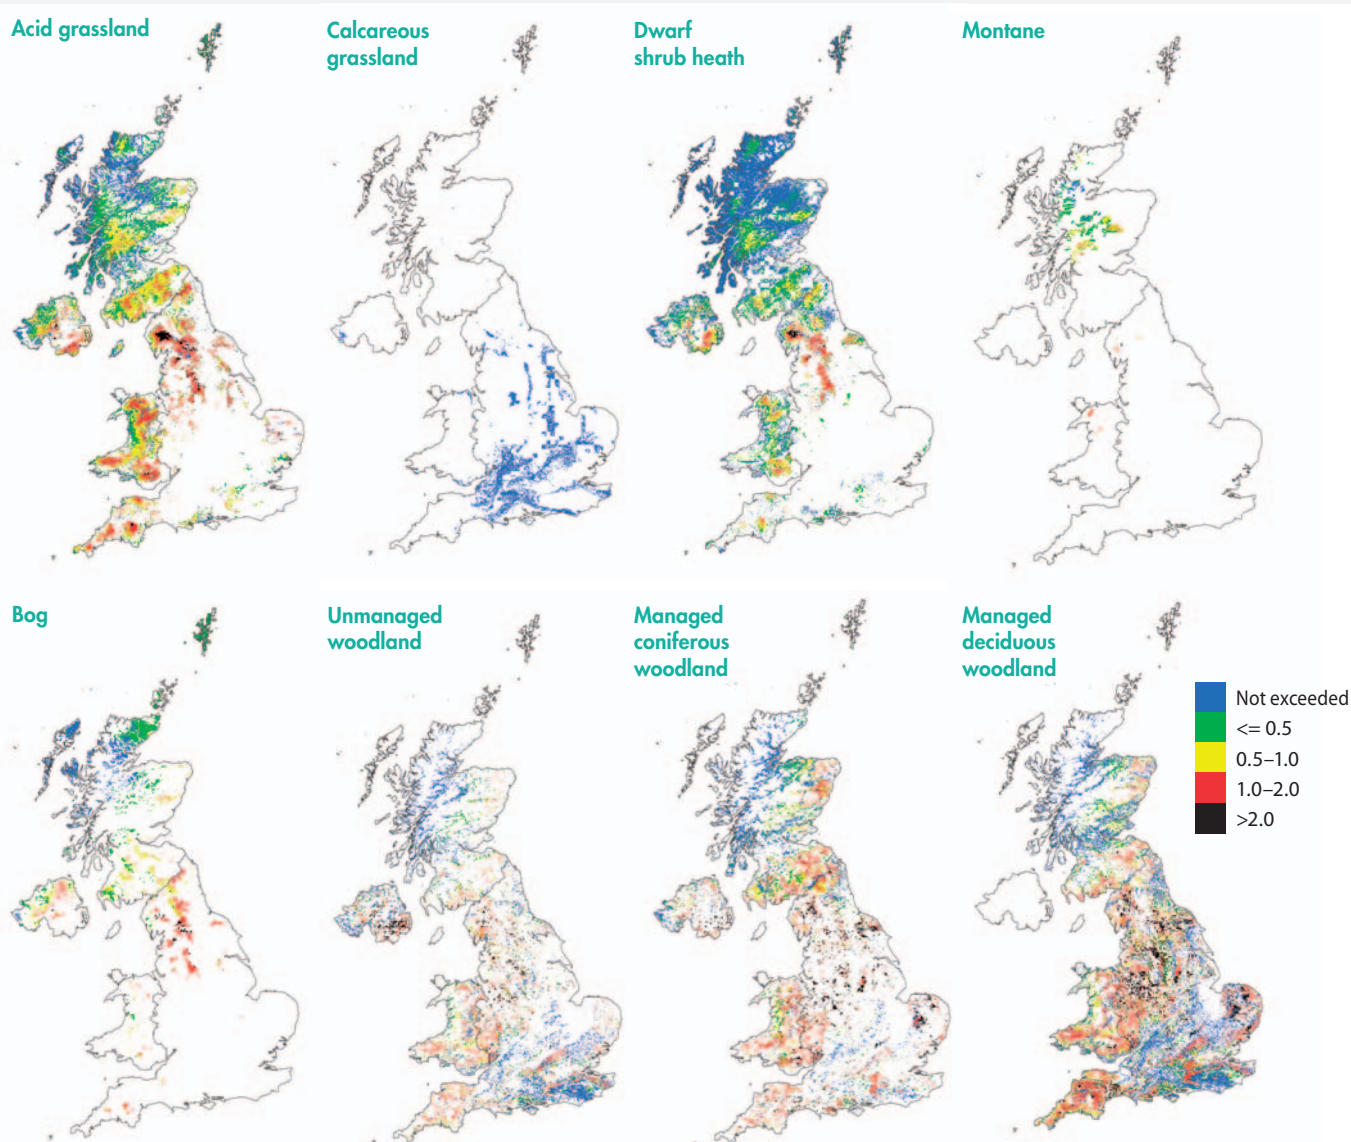 Acid grassland
Calcareous
grassland
Dwarf
shrub heath
Montane
Bog
Unmanaged
woodland
Managed
coniferous
woodland
Managed
deciduous
woodland
Not exceeded
<= 0.5
0.5–1.0
1.0–2.0
>2.0